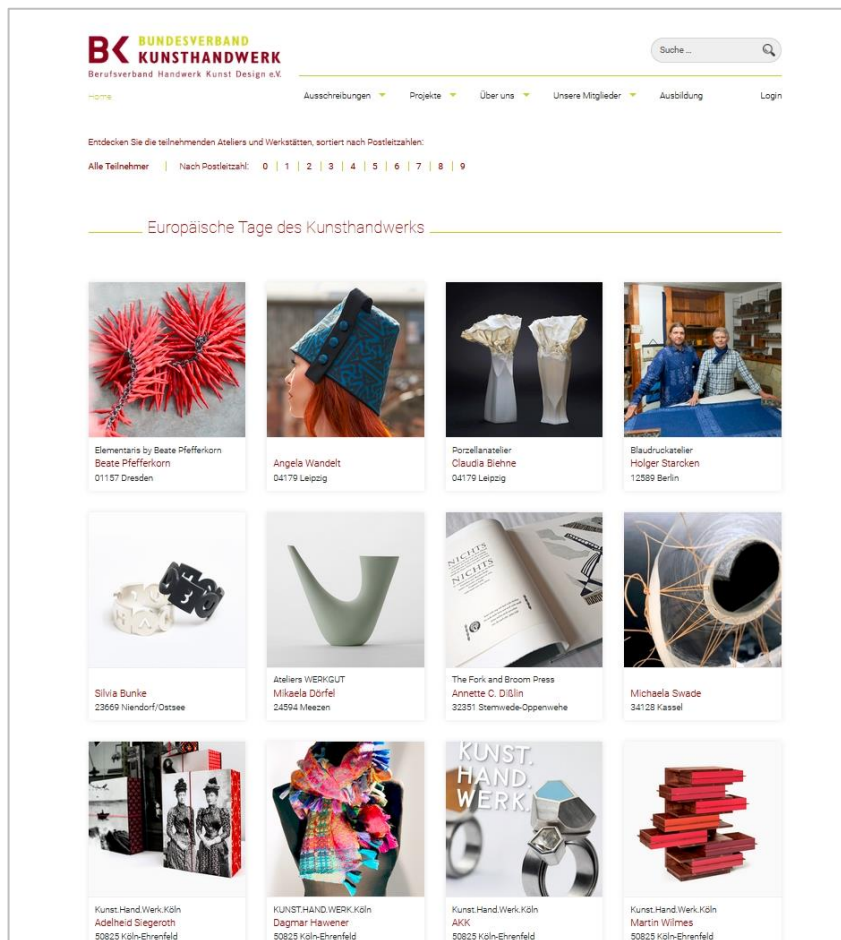 BK BUNDESVERBAND
KUNSTHANDWERK
Berufsverband Handwerk Kunst Design e.V.
Suche ...
Home
Ausschreibungen Projekte Über uns Unsere Mitglieder Ausbildung Login
Entdecken Sie die teilnehmenden Ateliers und Werkstätten, sortiert nach Postleitzahlen:
Alle Teilnehmer | Nach Postleitzahl: 0 | 1 | 2 | 3 | 4 | 5 | 6 | 7 | 8 | 9
Europäische Tage des Kunsthandwerks
Elementaris by Beate Pfefferkorn
Beate Pfefferkorn
01157 Dresden
Angela Wandelt
04179 Leipzig
Porzellanatelier
Claudia Biehne
04179 Leipzig
Blaudruckatelier
Holger Starcken
12589 Berlin
NICHTS
NICHTS
Silvia Bunke
23669 Niendorf/Ostsee
Ateliers WERKGUT
Mikaela Dörfel
24594 Meezen
The Fork and Broom Press
Annette C. Dißlin
32351 Stemwede-Oppenwehe
Michaela Swade
34128 Kassel
KUNST.
HAND.
WERK.
Kunst.Hand.Werk.Köln
Adelheid Siegeroth
50825 Köln-Ehrenfeld
KUNST.HAND.WERK.Köln
Dagmar Hawener
50825 Köln-Ehrenfeld
Kunst.Hand.Werk.Köln
AKK
50825 Köln-Ehrenfeld
Kunst.Hand.Werk.Köln
Martin Wilmes
50825 Köln-Ehrenfeld